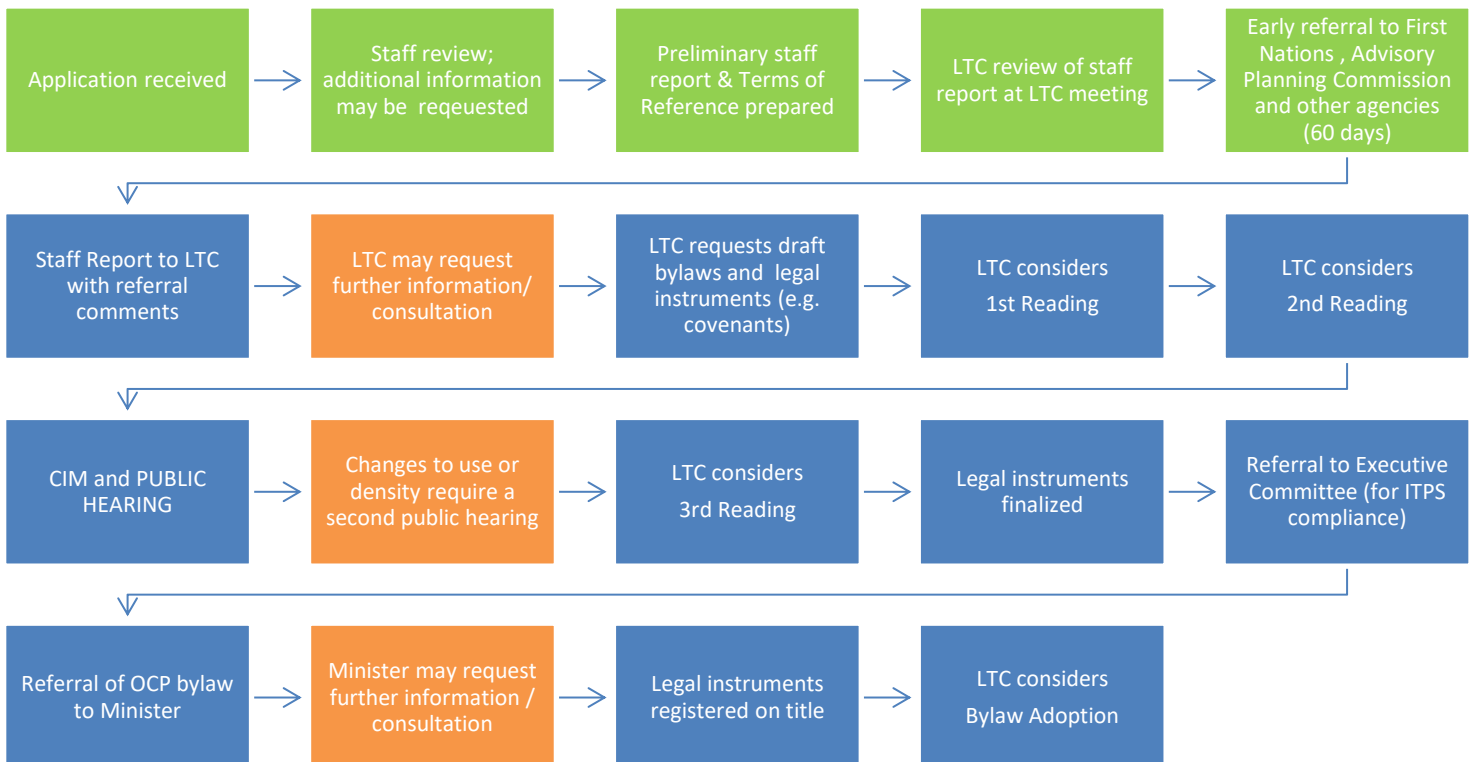 Application received
Staff review;
additional information
may be  reqeuested
Preliminary staff
report & Terms of
Reference prepared
LTC review of staff
report at LTC meeting
Early referral to First
Nations , Advisory
Planning Commission
and other agencies
(60 days)
Staff Report to LTC
with referral
comments
LTC may request
further information/
consultation
LTC requests draft
bylaws and  legal
instruments (e.g.
covenants)
LTC considers
1st Reading
LTC considers
2nd Reading
CIM and PUBLIC
HEARING
Changes to use or
density require a
second public hearing
LTC considers
3rd Reading
Legal instruments
finalized
Referral to Executive
Committee (for ITPS
compliance)
Referral of OCP bylaw
to Minister
Minister may request
further information /
consultation
Legal instruments
registered on title
LTC considers
Bylaw Adoption